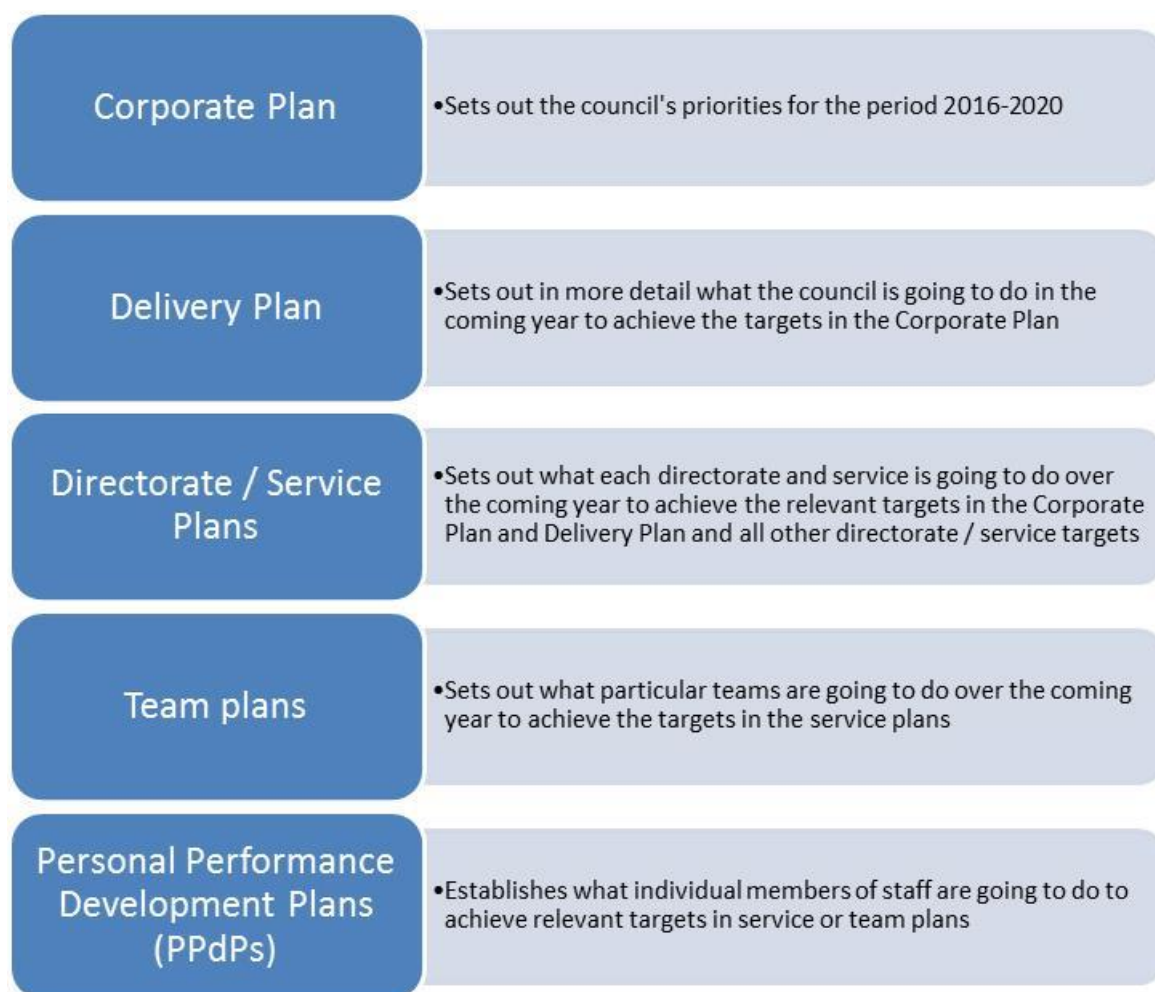 Corporate Plan
•Sets out the council's priorities for the period 2016-2020
Delivery Plan
•Sets out in more detail what the council is going to do in the
coming year to achieve the targets in the Corporate Plan
Directorate / Service
Plans
•Sets out what each directorate and service is going to do over
the coming year to achieve the relevant targets in the Corporate
Plan and Delivery Plan and all other directorate / service targets
Team plans
•Sets out what particular teams are going to do over the coming
year to achieve the targets in the service plans
Personal Performance
Development Plans
(PPdPs)
•Establishes what individual members of staff are going to do to
achieve relevant targets in service or team plans